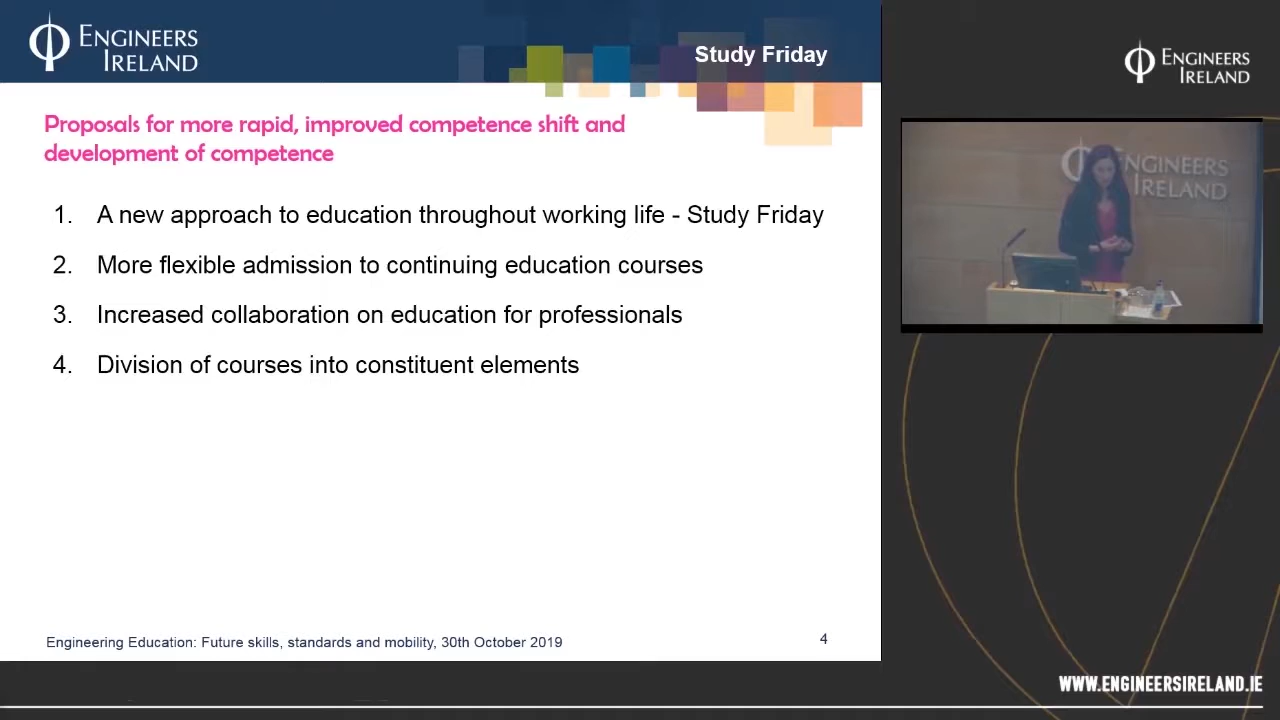 ENGINEERS
IRELAND
Study Friday
Proposals for more rapid, improved competence shift and
development of competence
1. A new approach to education throughout working life - Study Friday
2. More flexible admission to continuing education courses
3. Increased collaboration on education for professionals
4. Division of courses into constituent elements
Engineering Education: Future skills, standards and mobility, 30th October 2019
4
ENGINEERS
IRELAND
ENGINEERS
IRELAND
WWW.ENGINEERSIRELAND.IE